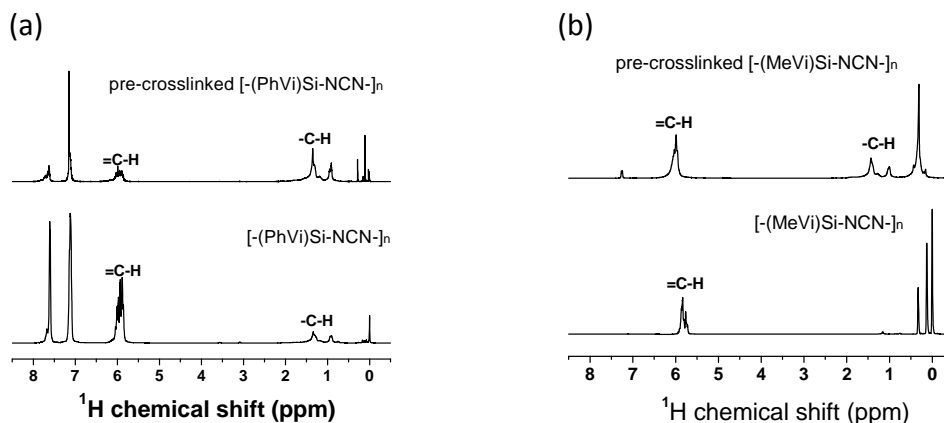 (a)
pre-crosslinked [-(PhVi)Si-NCN-]n
=C-H
-C-H
[-(PhVi)Si-NCN-]n
=C-H
-C-H
8 7 6 5 4 3 2 1 0
1H chemical shift (ppm)
(b)
pre-crosslinked [-(MeVi)Si-NCN-]n
=C-H
-C-H
[-(MeVi)Si-NCN-]n
=C-H
8 7 6 5 4 3 2 1 0
1H chemical shift (ppm)